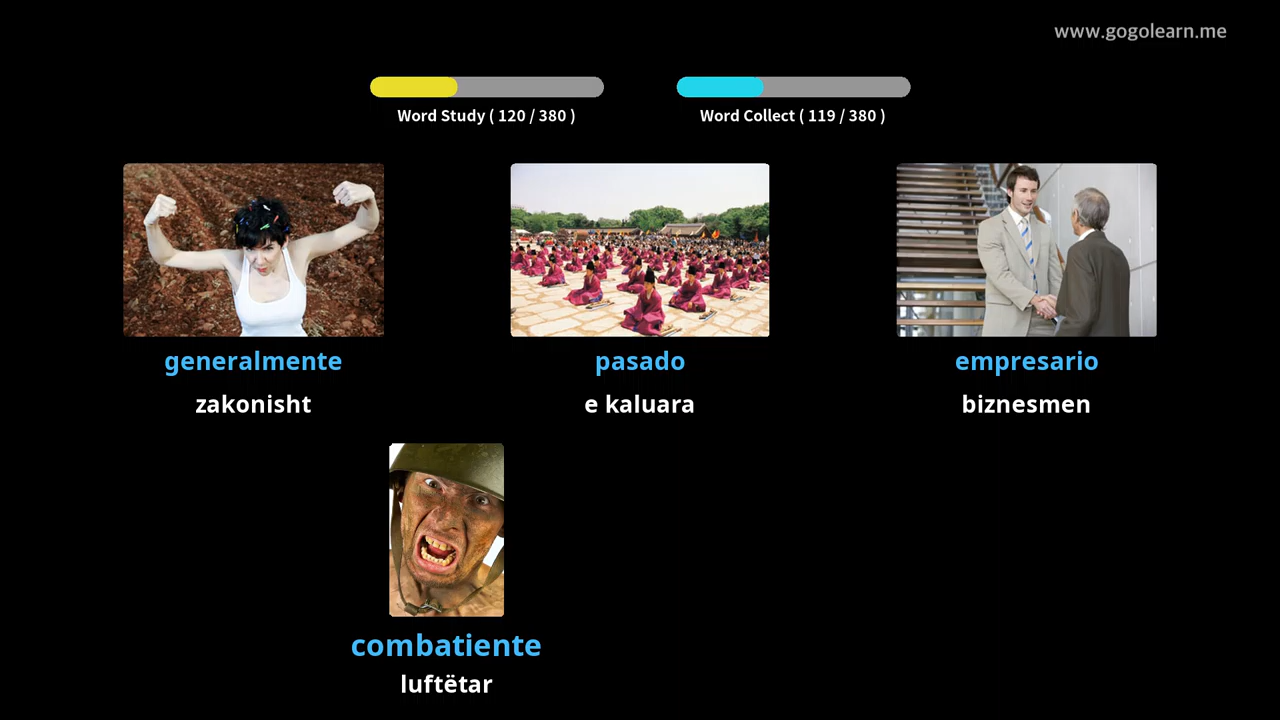 www.gogolearn.me
Word Study ( 120 / 380 )
Word Collect ( 119 / 380 )
generalmente
pasado
empresario
zakonisht
e kaluara
biznesmen
combatiente
luftëtar